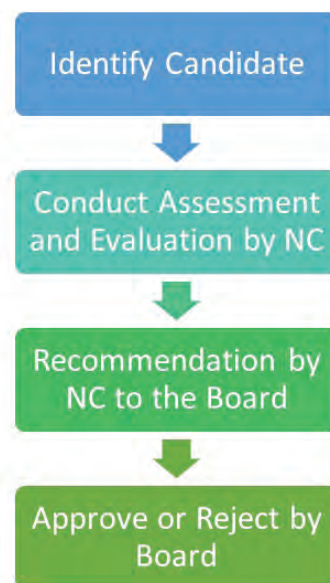 Identify Candidate
Conduct Assessment
and Evaluation by NC
Recommendation by
NC to the Board
Approve or Reject by
Board